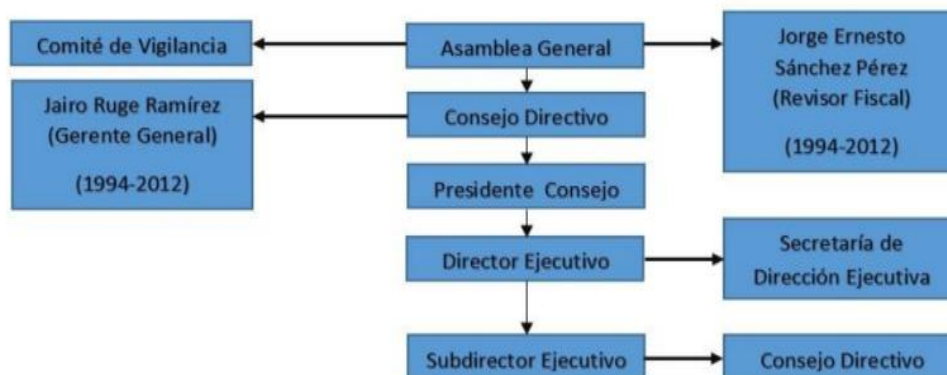 Comité de Vigilancia
Asamblea General
Jorge Ernesto
Sánchez Pérez
(Revisor Fiscal)
(1994-2012)
Jairo Ruge Ramírez
(Gerente General)
(1994-2012)
Consejo Directivo
Presidente Consejo
Director Ejecutivo
Secretaría de
Dirección Ejecutiva
Subdirector Ejecutivo
Consejo Directivo